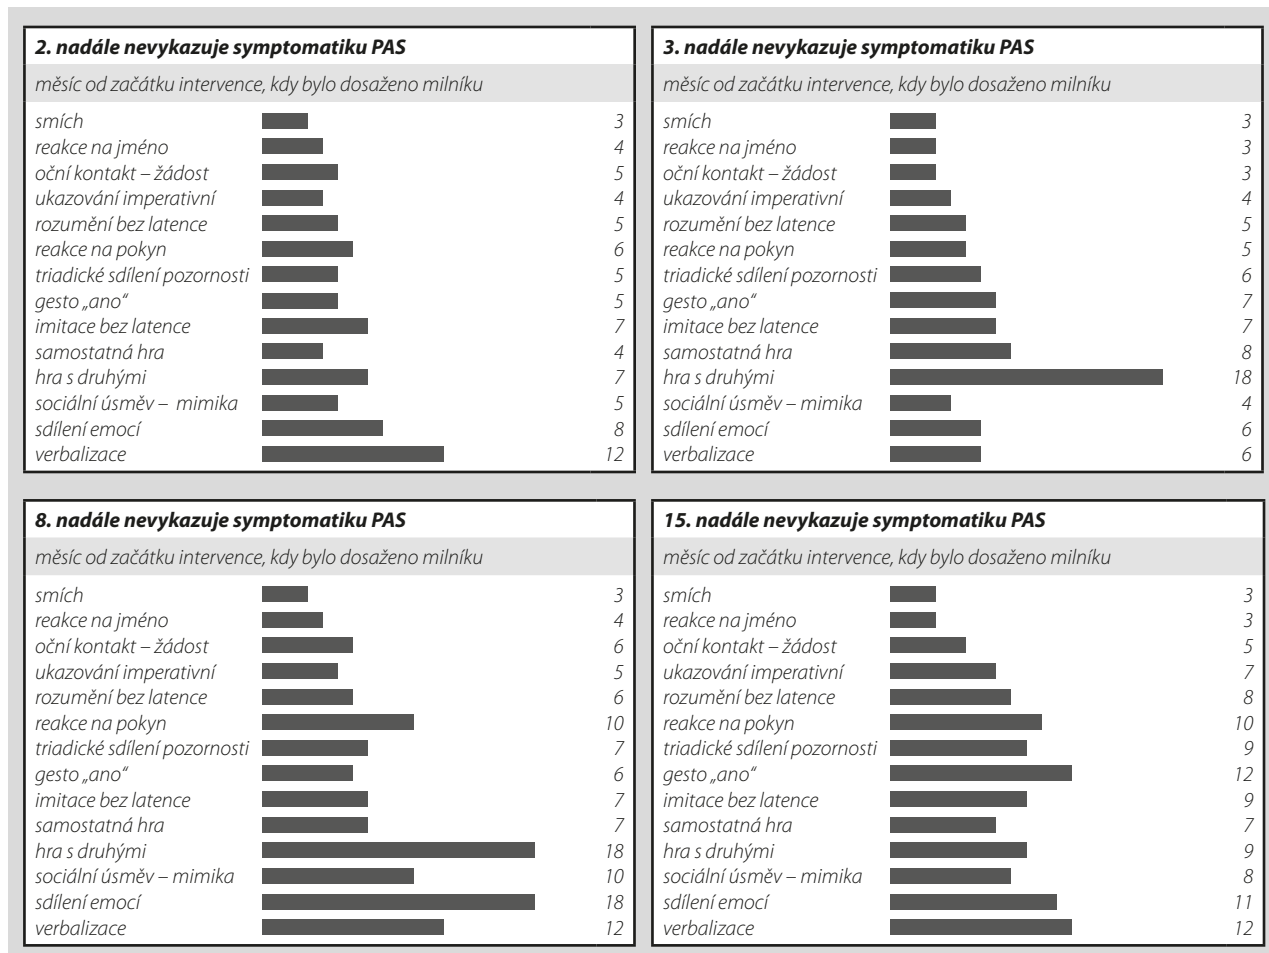 2. nadále nevykazuje symptomatiku PAS
měsíc od začátku intervence, kdy bylo dosaženo milníku
smích 3
reakce na jméno 4
oční kontakt – žádost 5
ukazování imperativní 4
rozumění bez latence 5
reakce na pokyn 6
triadické sdílení pozornosti 5
gesto „ano“ 5
imitace bez latence 7
samostatná hra 4
hra s druhými 7
sociální úsměv – mimika 5
sdílení emocí 8
verbalizace 12
3. nadále nevykazuje symptomatiku PAS
měsíc od začátku intervence, kdy bylo dosaženo milníku
smích 3
reakce na jméno 3
oční kontakt – žádost 3
ukazování imperativní 4
rozumění bez latence 5
reakce na pokyn 5
triadické sdílení pozornosti 6
gesto „ano“ 7
imitace bez latence 7
samostatná hra 8
hra s druhými 18
sociální úsměv – mimika 4
sdílení emocí 6
verbalizace 6
8. nadále nevykazuje symptomatiku PAS
měsíc od začátku intervence, kdy bylo dosaženo milníku
smích 3
reakce na jméno 4
oční kontakt – žádost 6
ukazování imperativní 5
rozumění bez latence 6
reakce na pokyn 10
triadické sdílení pozornosti 7
gesto „ano“ 6
imitace bez latence 7
samostatná hra 7
hra s druhými 18
sociální úsměv – mimika 10
sdílení emocí 18
verbalizace 12
15. nadále nevykazuje symptomatiku PAS
měsíc od začátku intervence, kdy bylo dosaženo milníku
smích 3
reakce na jméno 3
oční kontakt – žádost 5
ukazování imperativní 7
rozumění bez latence 8
reakce na pokyn 10
triadické sdílení pozornosti 9
gesto „ano“ 12
imitace bez latence 9
samostatná hra 7
hra s druhými 9
sociální úsměv – mimika 8
sdílení emocí 11
verbalizace 12